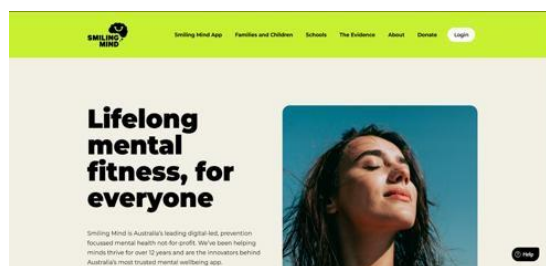 SMILING
MIND
Smiling Mind App Families and Children Schools The Evidence About Donate Login
Lifelong
mental
fitness, for
everyone
Smiling Mind is Australia's leading digital-led, prevention
focussed mental health not-for-profit. We've been helping
minds thrive for over 12 years and are the innovators behind
Australia's most trusted mental wellbeing app.
Help